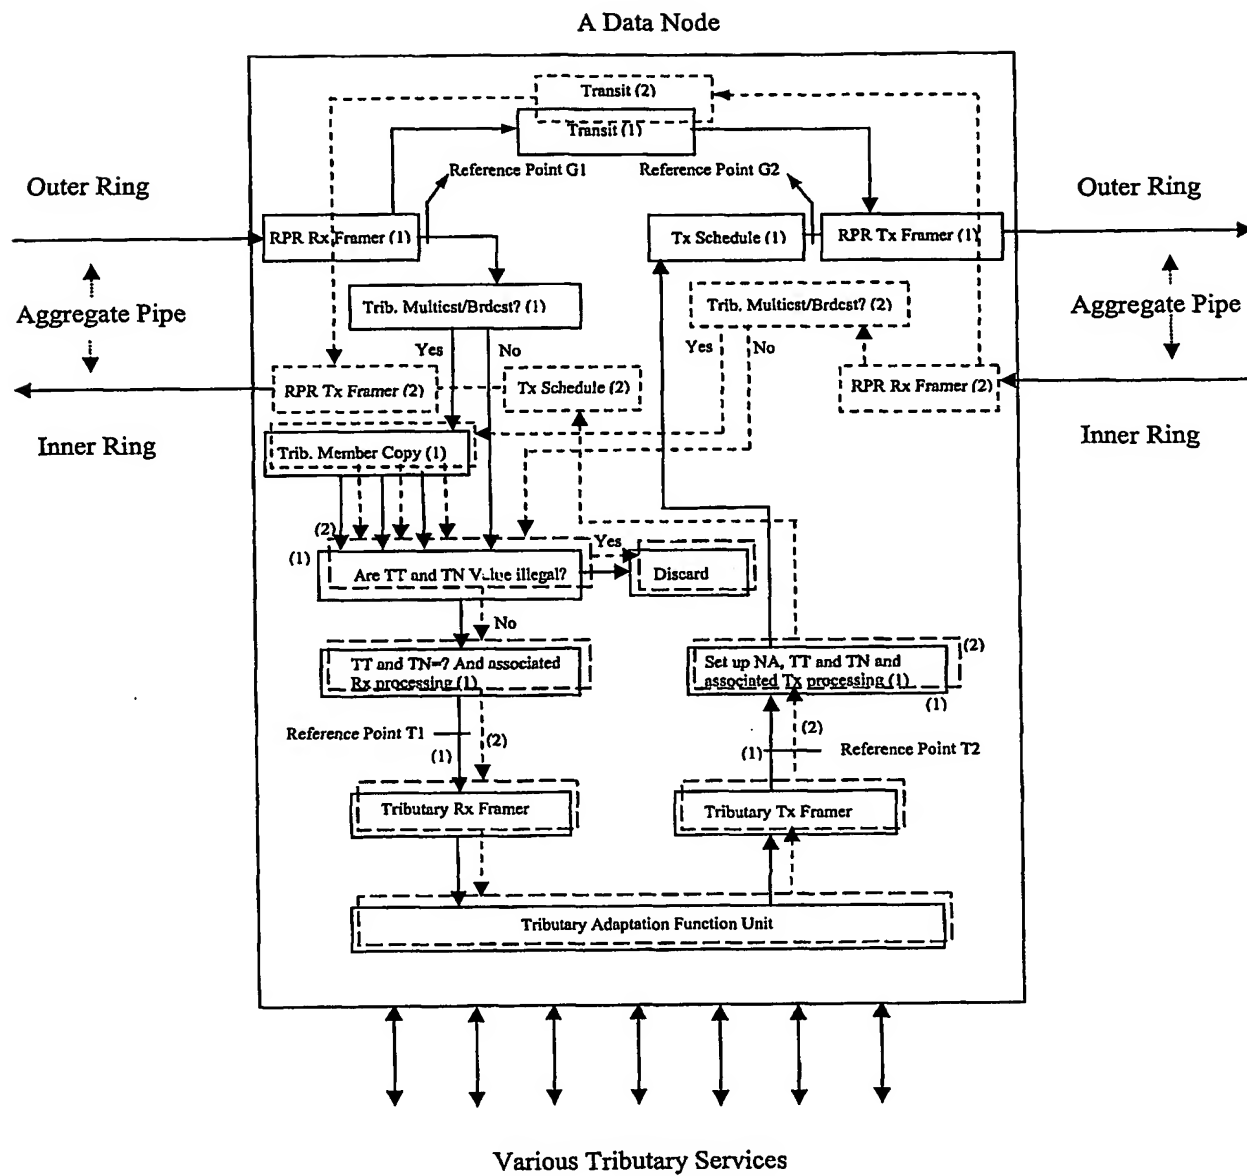 A Data Node
Transit (2)
Transit (1)
Reference Point G1
Reference Point G2
Outer Ring
Outer Ring
RPR Rx Framer (1)
Tx Schedule (1)
RPR Tx Framer (1)
Aggregate Pipe
Trib. Multicst/Brdcst? (1)
Trib. Multicst/Brdcst? (2)
Aggregate Pipe
Yes
No
Yes
No
RPR Tx Framer (2)
Tx Schedule (2)
RPR Rx Framer (2)
Inner Ring
Inner Ring
Trib. Member Copy (1)
(2)
(1)
Yes
Are TT and TN Value illegal?
Discard
No
(2)
TT and TN=? And associated
Rx processing (1)
Set up NA, TT and TN and
associated Tx processing (1)
(1)
Reference Point T1
(1)
(2)
(1)
(2)
Reference Point T2
Tributary Rx Framer
Tributary Tx Framer
Tributary Adaptation Function Unit
Various Tributary Services